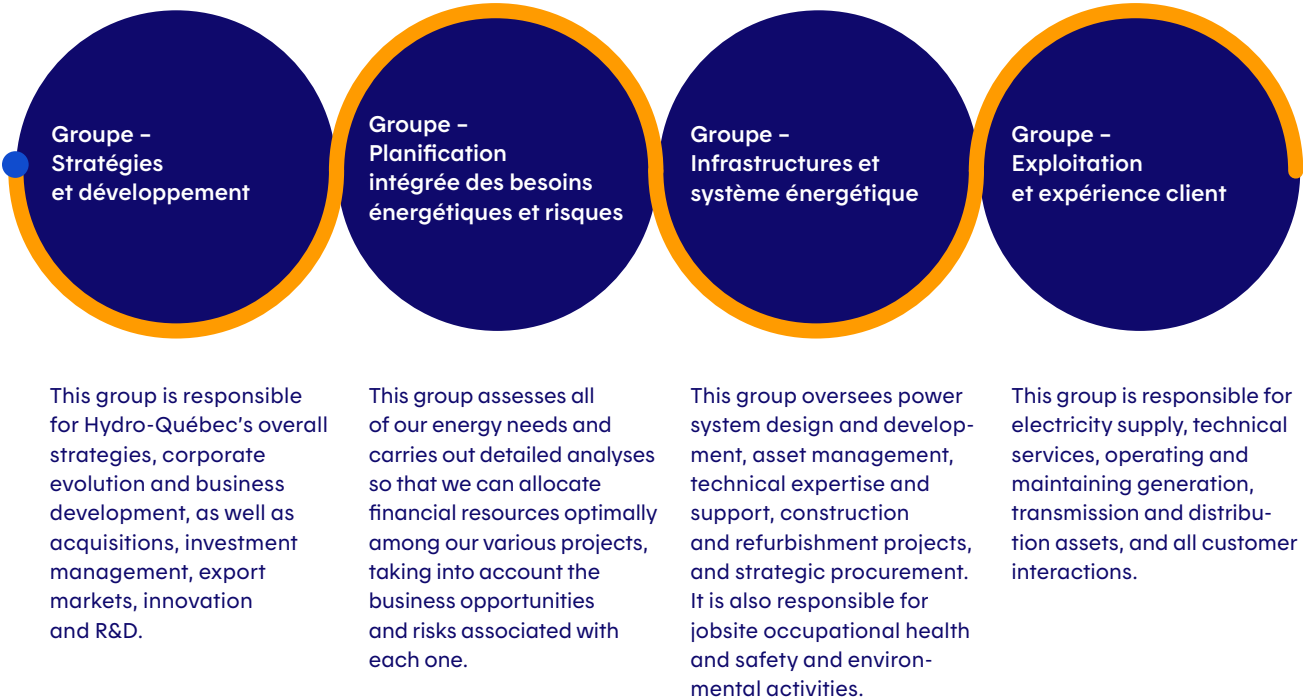 Groupe –
Stratégies
et développement
Groupe –
Planification
intégrée des besoins
énergétiques et risques
Groupe –
Infrastructures et
système énergétique
Groupe –
Exploitation
et expérience client
This group is responsible
for Hydro-Québec's overall
strategies, corporate
evolution and business
development, as well as
acquisitions, investment
management, export
markets, innovation
and R&D.
This group assesses all
of our energy needs and
carries out detailed analyses
so that we can allocate
financial resources optimally
among our various projects,
taking into account the
business opportunities
and risks associated with
each one.
This group oversees power
system design and develop-
ment, asset management,
technical expertise and
support, construction
and refurbishment projects,
and strategic procurement.
It is also responsible for
jobsite occupational health
and safety and environ-
mental activities.
This group is responsible for
electricity supply, technical
services, operating and
maintaining generation,
transmission and distribu-
tion assets, and all customer
interactions.